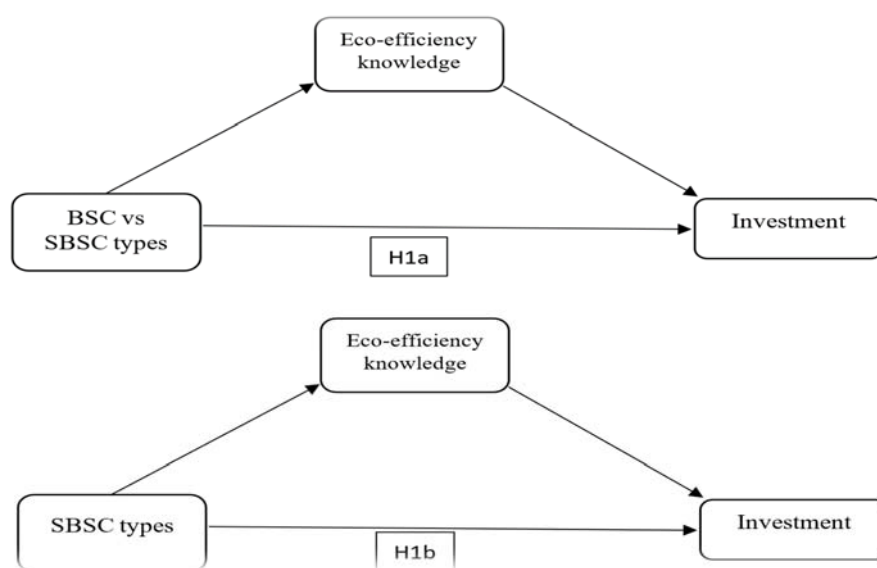 Eco-efficiency
knowledge
BSC vs
SBSC types
Investment
H1a
Eco-efficiency
knowledge
SBSC types
Investment
H1b